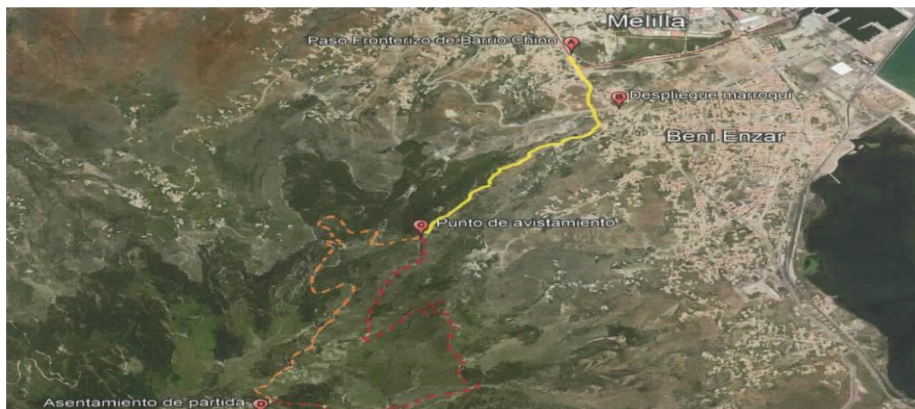 Melilla
A
Paso Fronterizo de Barrio Chino
B
Despliegue marroquí
Beni Enzar
C
Punto de avistamiento
Asentamiento de partida
D